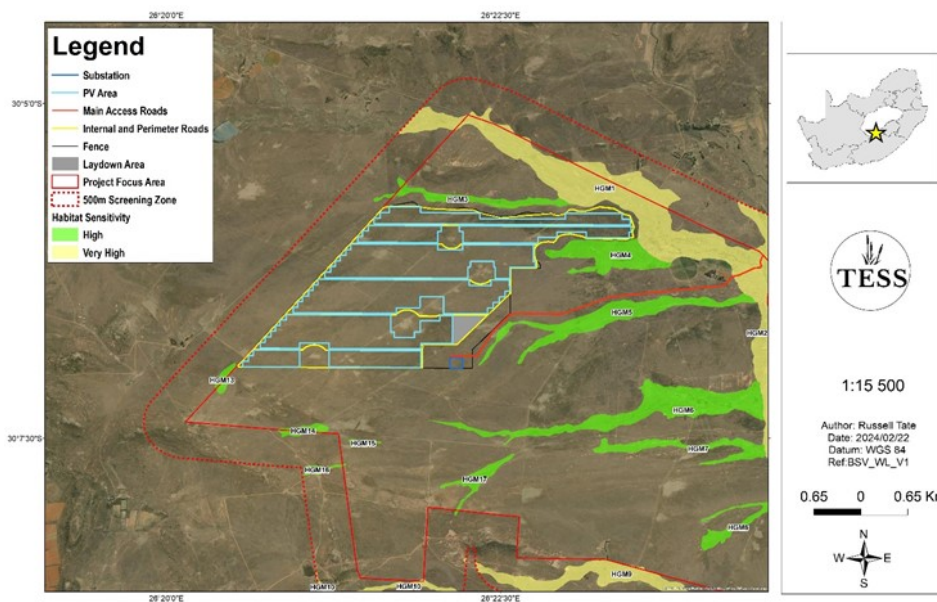 26°20'0"E
26°22'30"E
Legend
Substation
PV Area
Main Access Roads
Internal and Perimeter Roads
Fence
Laydown Area
Project Focus Area
500m Screening Zone
Habitat Sensitivity
High
Very High
30°5'0"S
30°7'30"S
HGM1
HGM3
HGM4
HGM5
HGM2
HGM13
HGM6
HGM14
HGM15
HGM7
HGM16
HGM17
HGM8
HGM9
HGM10
HGM10
26°20'0"E
26°22'30"E
TESS
1:15 500
Author: Russell Tate
Date: 2024/02/22
Datum: WGS 84
Ref:BSV_WL_V1
0.65 0 0.65 Km
N
W E
S